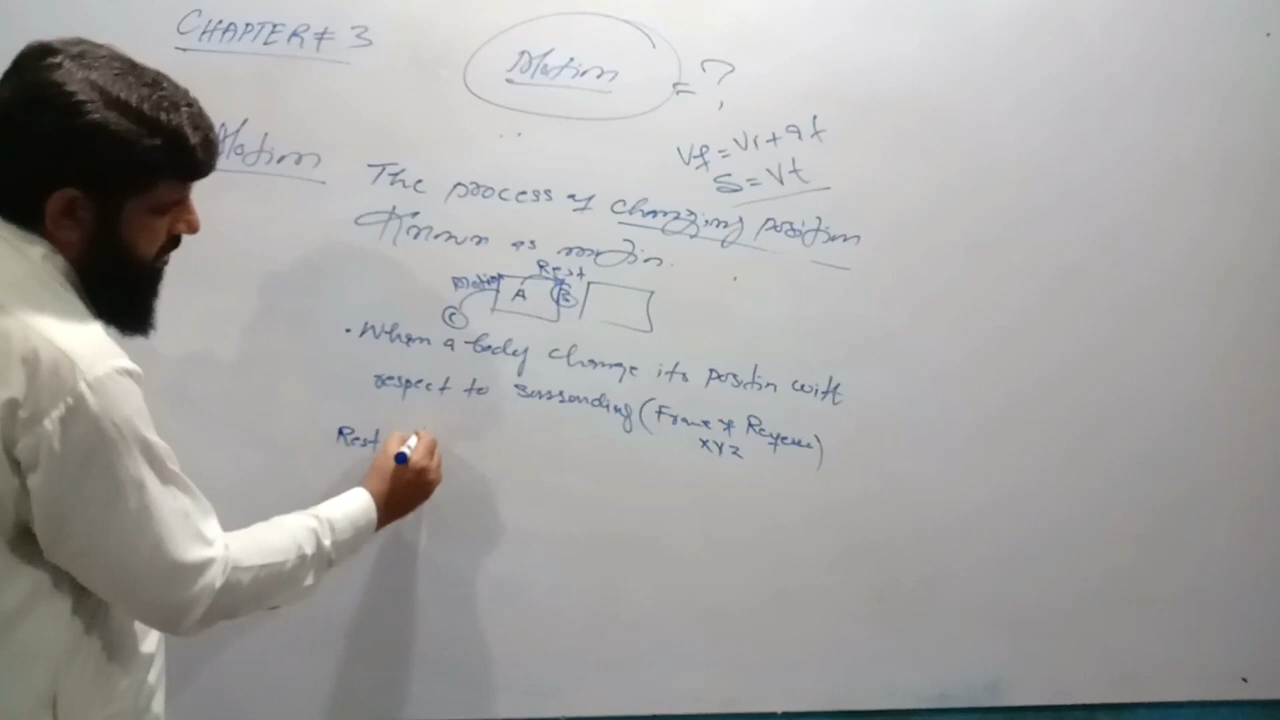 CHAPTER # 3
Motion = ?
Vf = Vi + at
S = Vt
Motion
The process of changing position
Known as motion.
Motion Rest
A B
C
. When a body change its position with
respect to surrounding (Frame of Reference)
XYZ
Rest